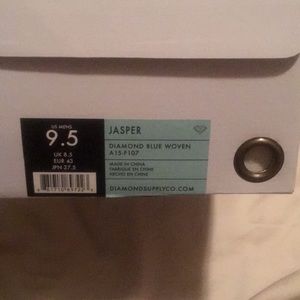 US MENS
9.5
UK 8.5
EUR 43
JPN 27.5
JASPER
DIAMOND BLUE WOVEN
A15-F107
MADE IN CHINA
FABRIQUÉ EN CHINE
HECHO EN CHINA
DIAMONDSUPPLYCO.COM